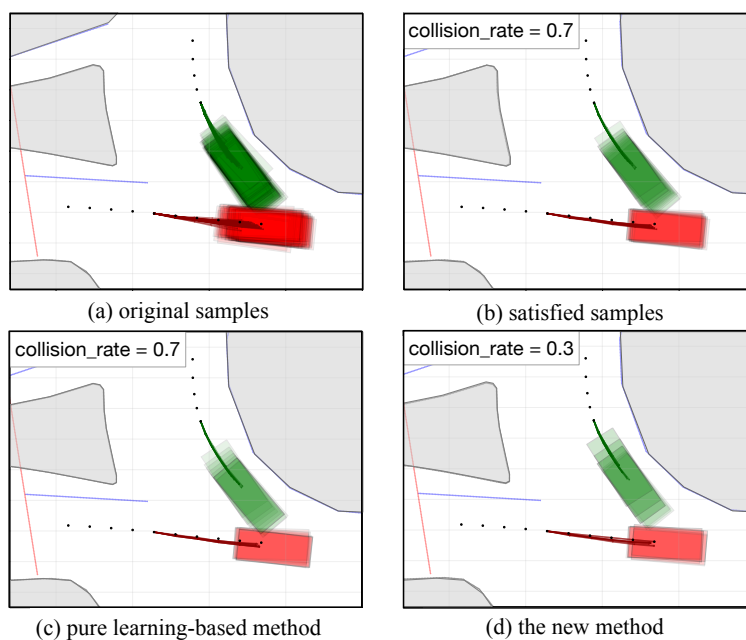 collision_rate = 0.7
(a) original samples
(b) satisfied samples
collision_rate = 0.7
collision_rate = 0.3
(c) pure learning-based method
(d) the new method